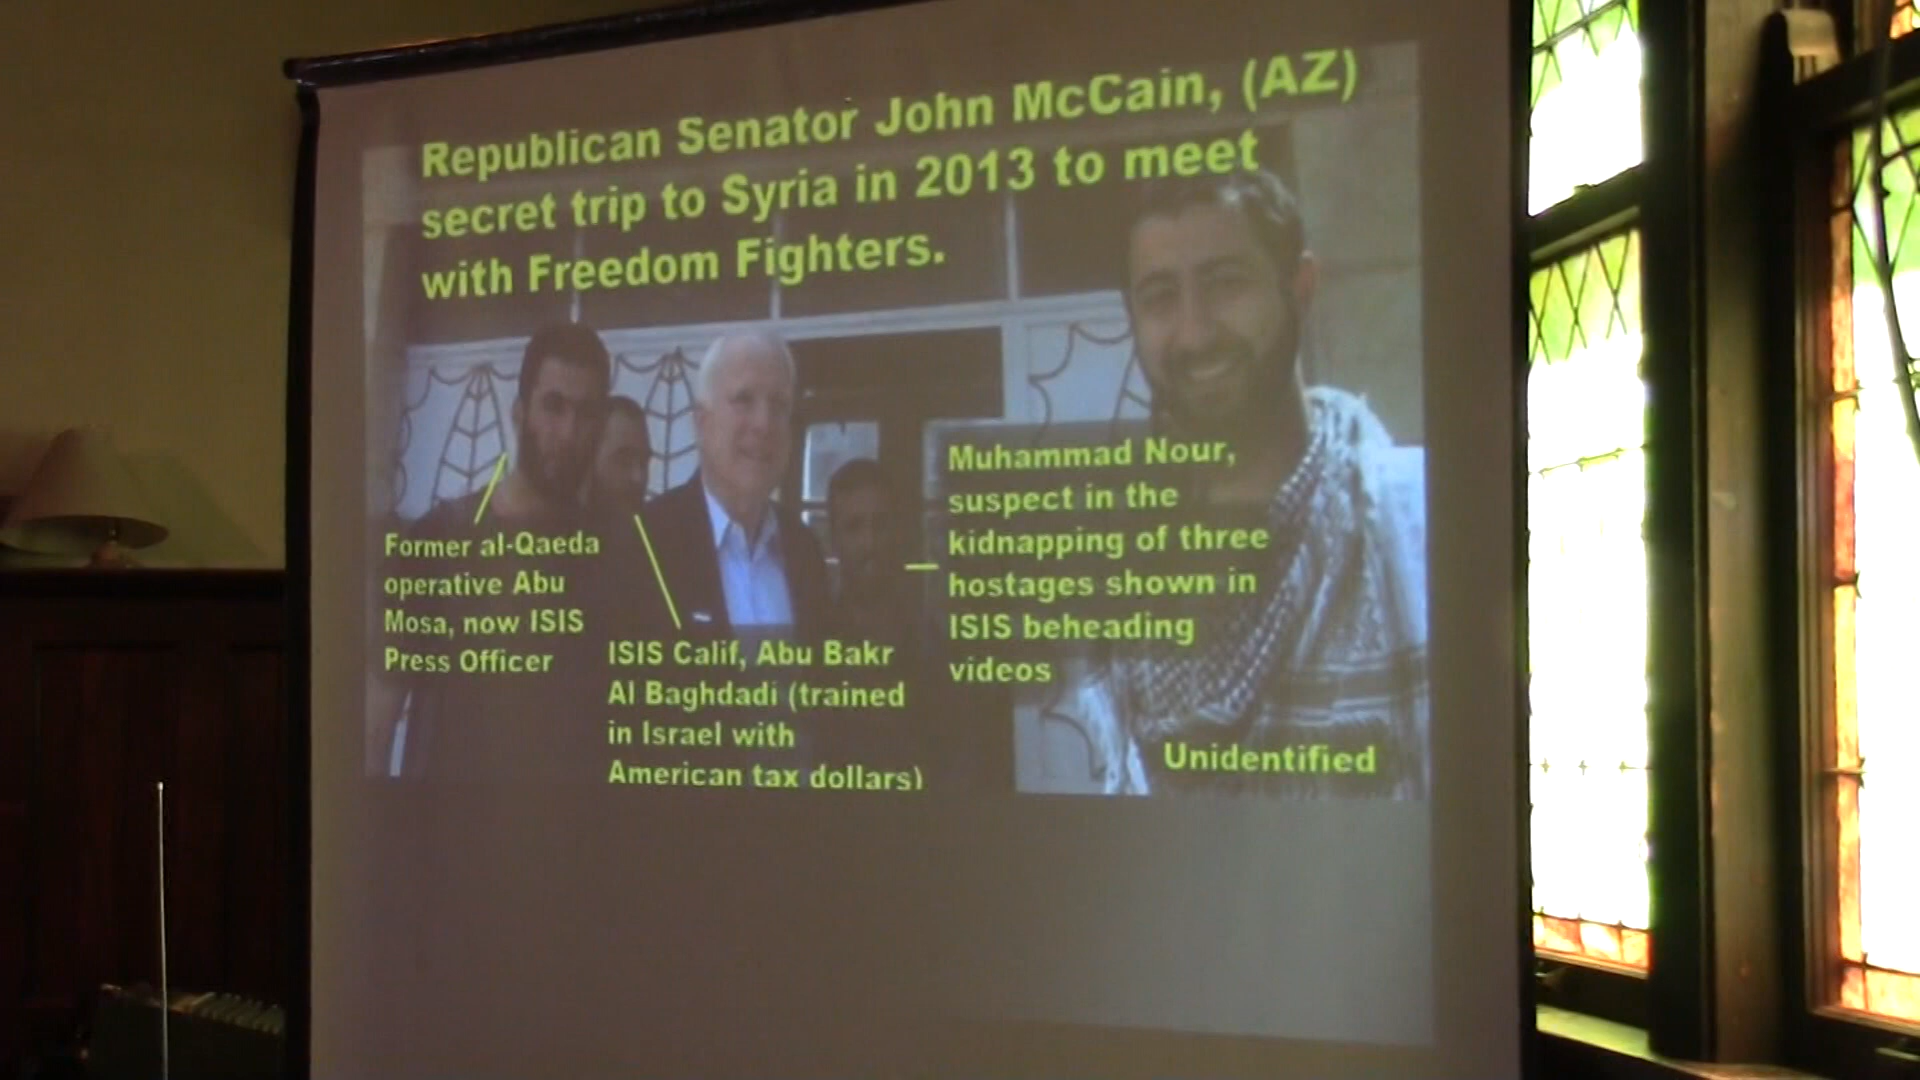 Republican Senator John McCain, (AZ)
secret trip to Syria in 2013 to meet
with Freedom Fighters.
Former al-Qaeda
operative Abu
Mosa, now ISIS
Press Officer
ISIS Calif, Abu Bakr
Al Baghdadi (trained
in Israel with
American tax dollars)
Muhammad Nour,
suspect in the
kidnapping of three
hostages shown in
ISIS beheading
videos
Unidentified